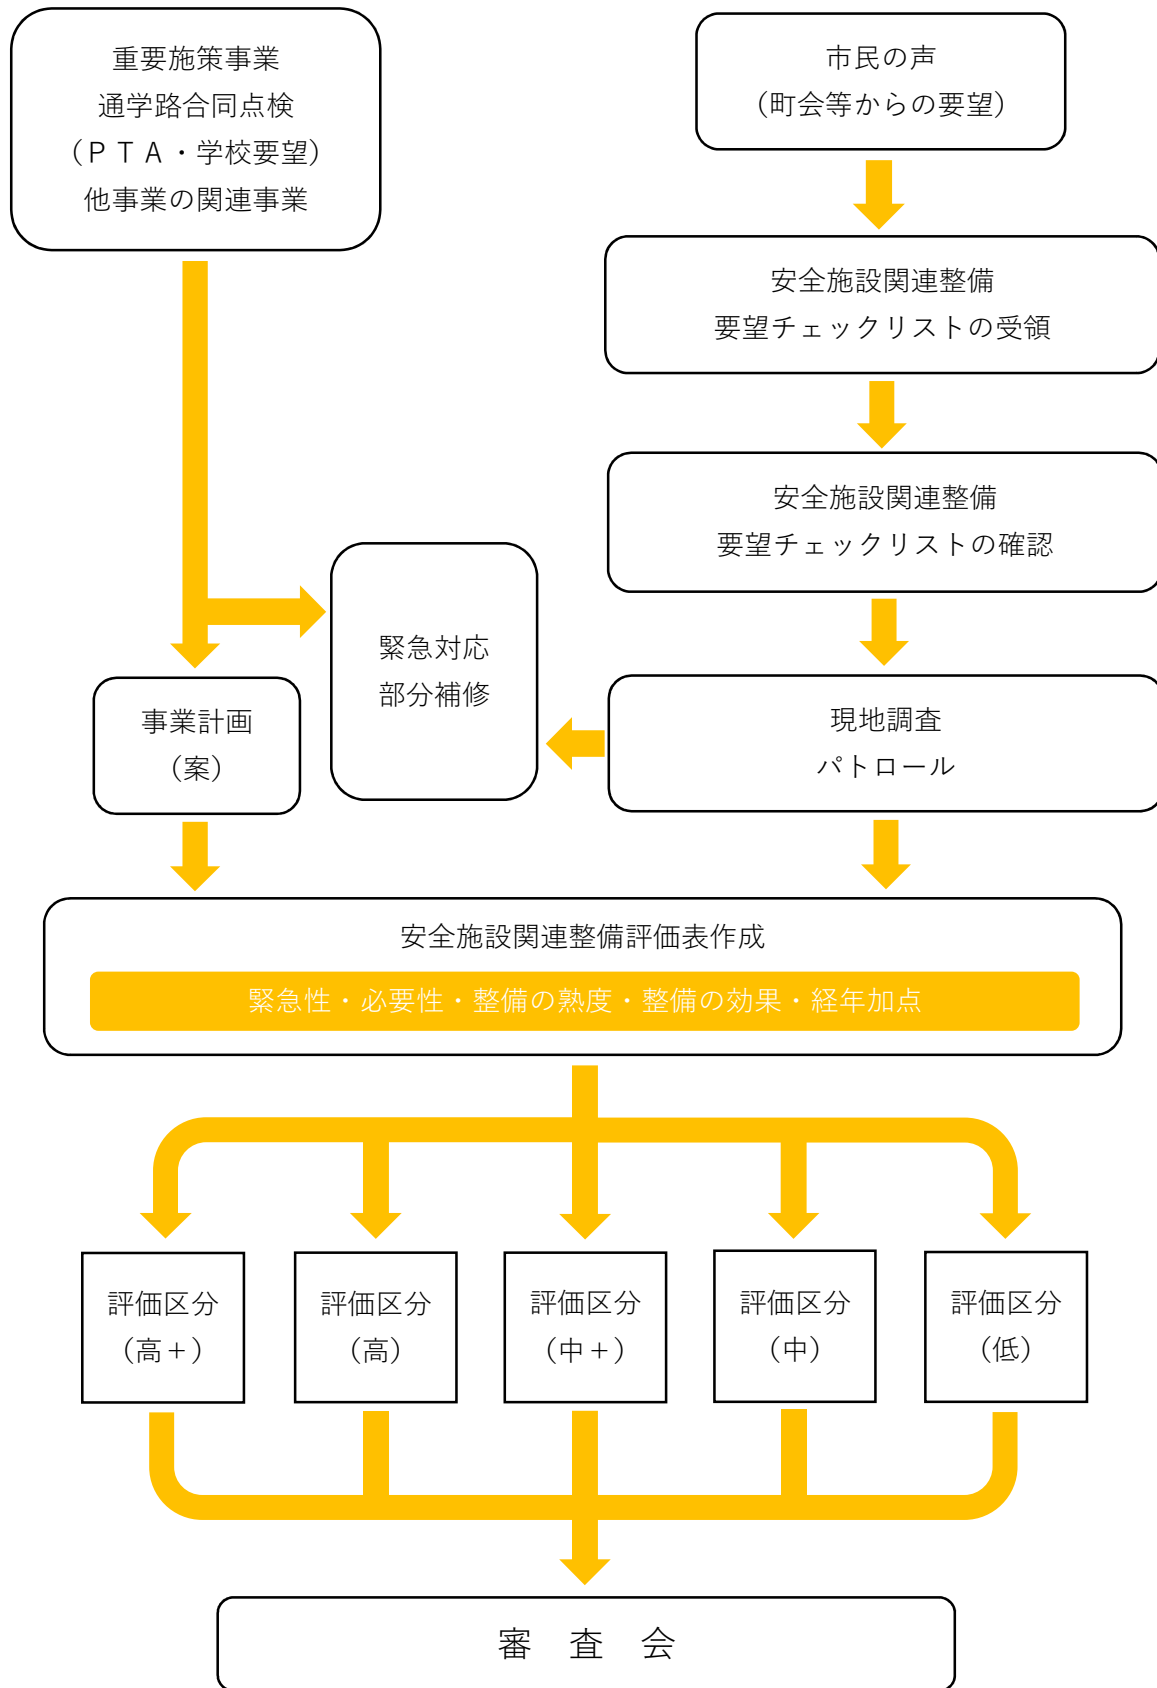 重要施策事業
通学路合同点検
（ＰＴＡ・学校要望）
他事業の関連事業
市民の声
（町会等からの要望）
安全施設関連整備
要望チェックリストの受領
安全施設関連整備
要望チェックリストの確認
緊急対応
部分補修
事業計画
（案）
現地調査
パトロール
安全施設関連整備評価表作成
緊急性・必要性・整備の熟度・整備の効果・経年加点
評価区分
（高＋）
評価区分
（高）
評価区分
（中＋）
評価区分
（中）
評価区分
（低）
審　査　会